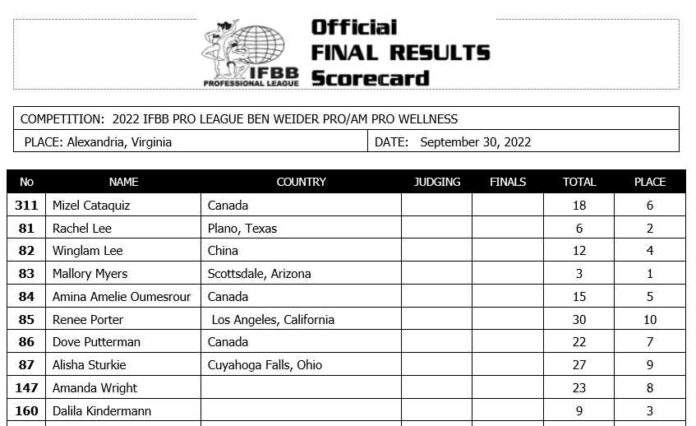 Official
FINAL RESULTS
Scorecard
IFBB
PROFESSIONAL LEAGUE
COMPETITION: 2022 IFBB PRO LEAGUE BEN WEIDER PRO/AM PRO WELLNESS
PLACE: Alexandria, Virginia DATE: September 30, 2022
No NAME COUNTRY JUDGING FINALS TOTAL PLACE
311 Mizel Cataquiz Canada 18 6
81 Rachel Lee Plano, Texas 6 2
82 Winglam Lee China 12 4
83 Mallory Myers Scottsdale, Arizona 3 1
84 Amina Amelie Oumesrour Canada 15 5
85 Renee Porter Los Angeles, California 30 10
86 Dove Putterman Canada 22 7
87 Alisha Sturkie Cuyahoga Falls, Ohio 27 9
147 Amanda Wright 23 8
160 Dalila Kindermann 9 3